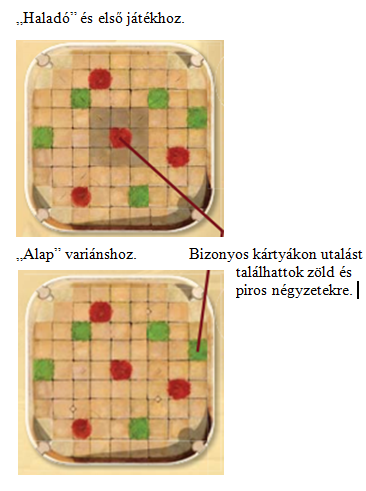 „Haladó” és első játékhoz.
„Alap” variánshoz.
Bizonyos kártyákon utalást
találhattok zöld és
piros négyzetekre.